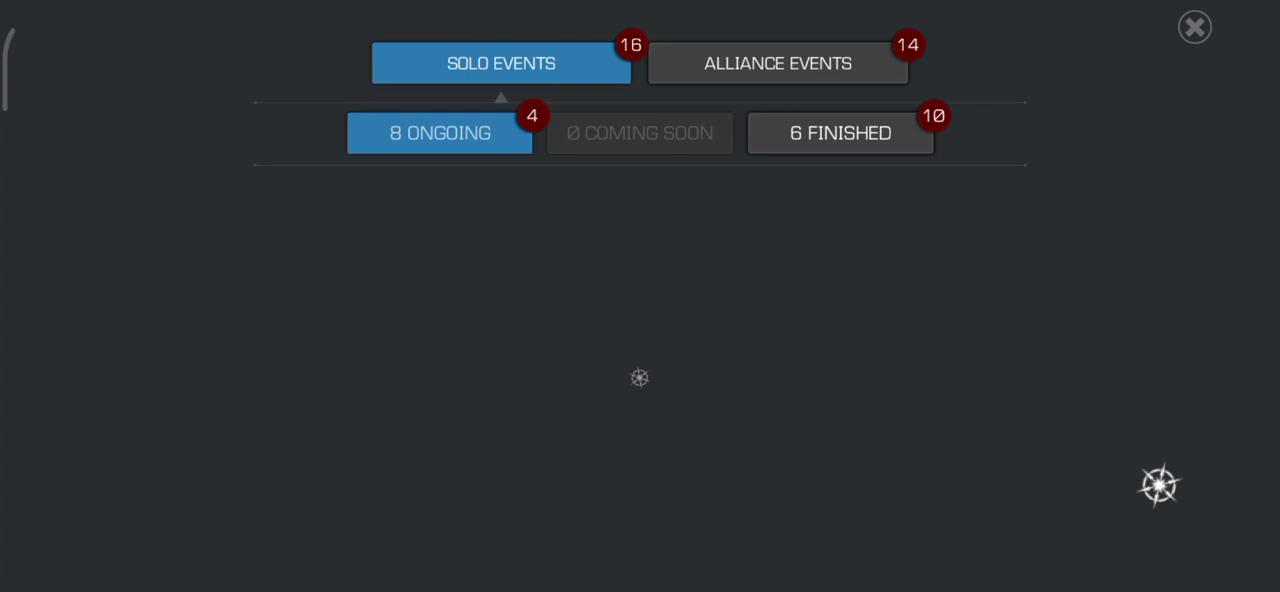 16
14
SOLO EVENTS
ALLIANCE EVENTS
4
10
8 ONGOING
0 COMING SOON
6 FINISHED